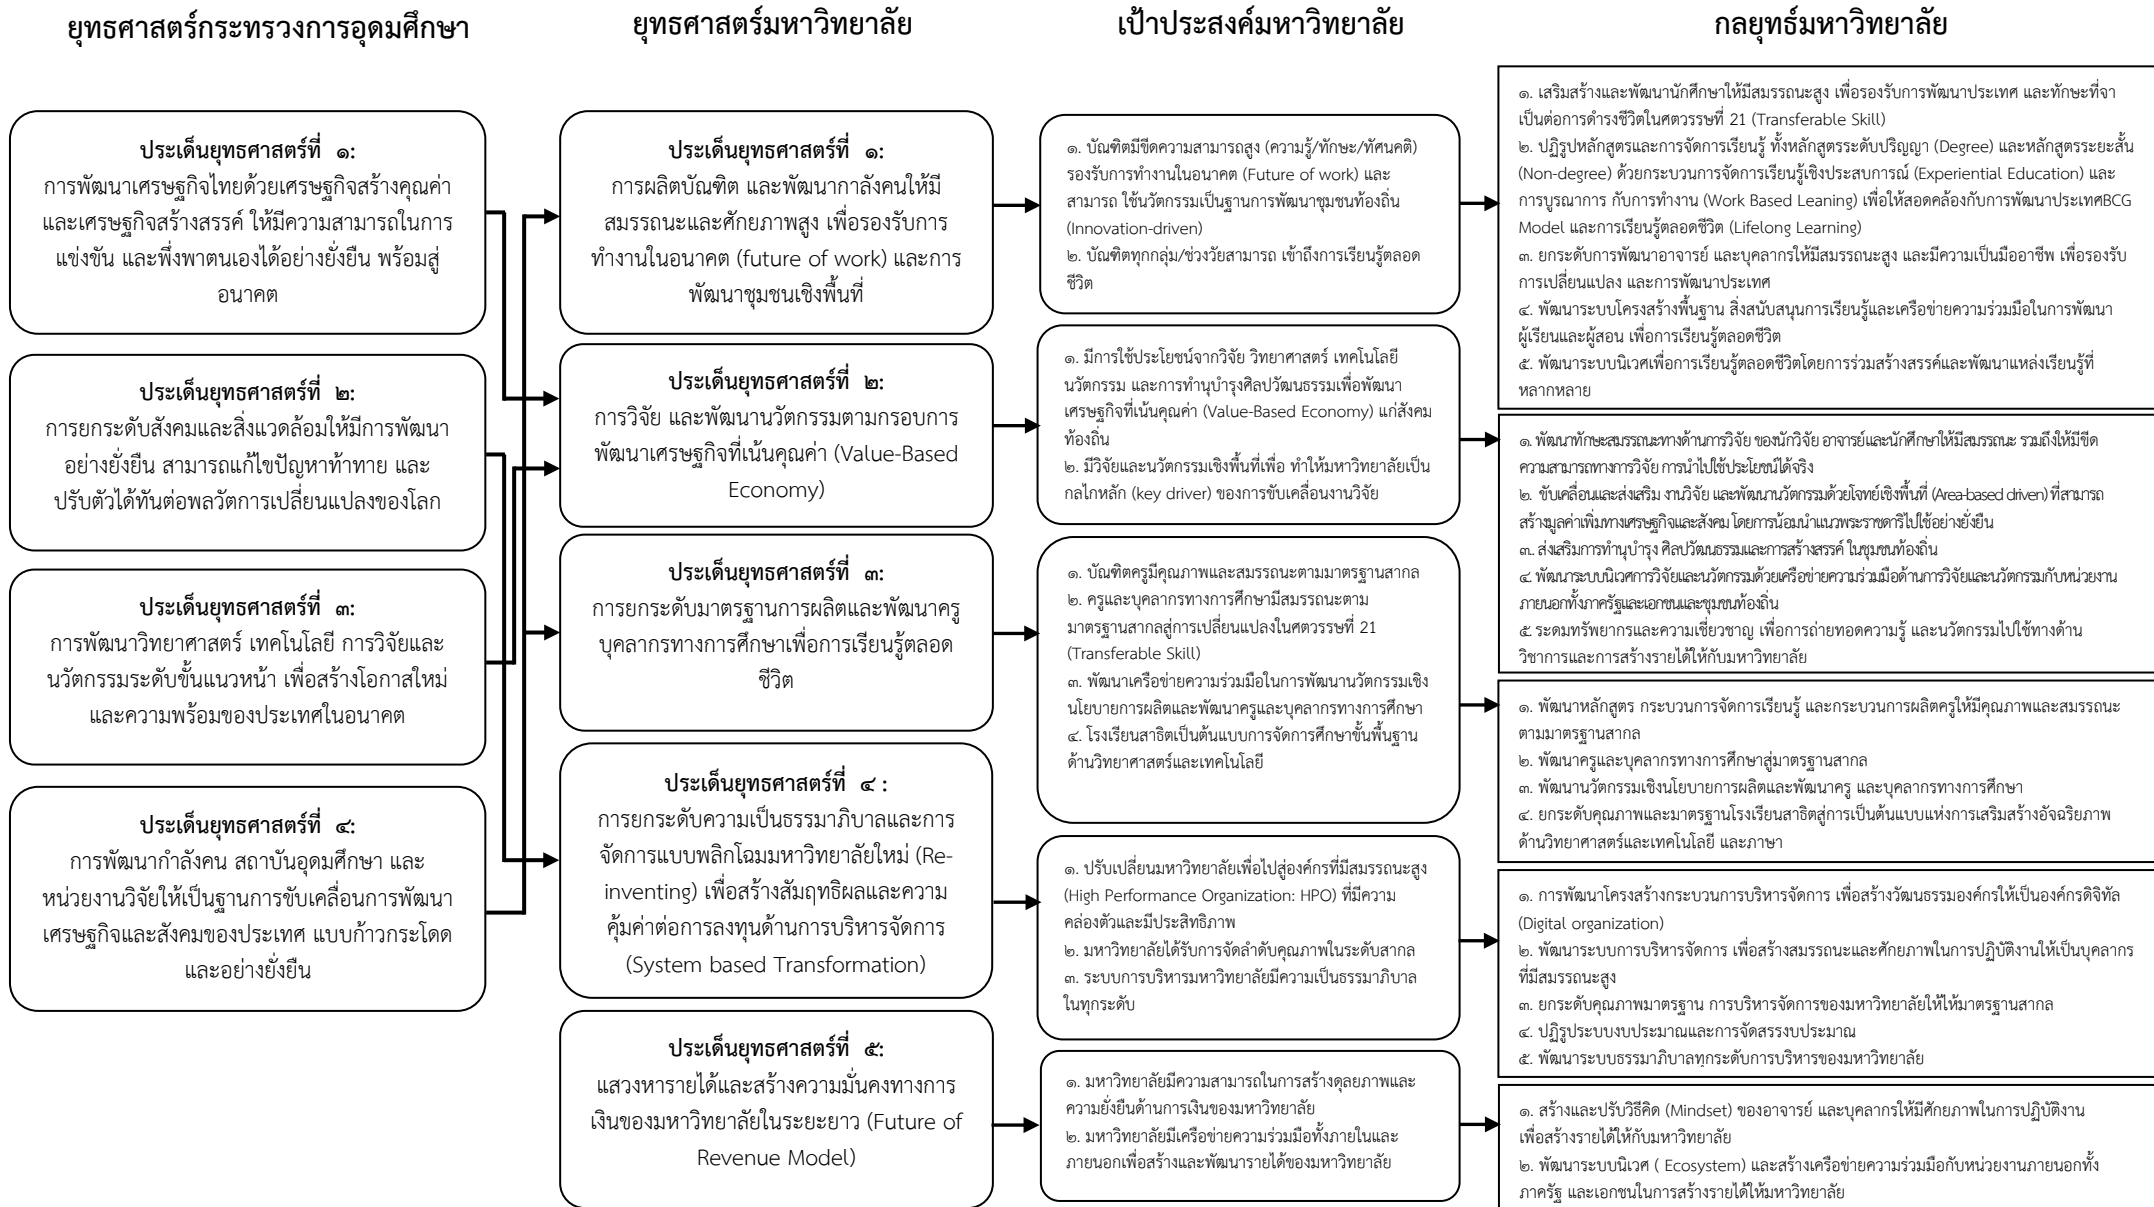 ยุทธศาสตร์กระทรวงการอุดมศึกษา
ยุทธศาสตร์มหาวิทยาลัย
เป้าประสงค์มหาวิทยาลัย
กลยุทธ์มหาวิทยาลัย
ประเด็นยุทธศาสตร์ที่ ๑:
การพัฒนาเศรษฐกิจไทยด้วยเศรษฐกิจสร้างคุณค่า
และเศรษฐกิจสร้างสรรค์ ให้มีความสามารถในการ
แข่งขัน และพึ่งพาตนเองได้อย่างยั่งยืน พร้อมสู่
อนาคต
ประเด็นยุทธศาสตร์ที่ ๒:
การยกระดับสังคมและสิ่งแวดล้อมให้มีการพัฒนา
อย่างยั่งยืน สามารถแก้ไขปัญหาท้าทาย และ
ปรับตัวได้ทันต่อพลวัตการเปลี่ยนแปลงของโลก
ประเด็นยุทธศาสตร์ที่ ๓:
การพัฒนาวิทยาศาสตร์ เทคโนโลยี การวิจัยและ
นวัตกรรมระดับขั้นแนวหน้า เพื่อสร้างโอกาสใหม่
และความพร้อมของประเทศในอนาคต
ประเด็นยุทธศาสตร์ที่ ๔:
การพัฒนากำลังคน สถาบันอุดมศึกษา และ
หน่วยงานวิจัยให้เป็นฐานการขับเคลื่อนการพัฒนา
เศรษฐกิจและสังคมของประเทศ แบบก้าวกระโดด
และอย่างยั่งยืน
ประเด็นยุทธศาสตร์ที่ ๑:
การผลิตบัณฑิต และพัฒนากาลังคนให้มี
สมรรถนะและศักยภาพสูง เพื่อรองรับการ
ทำงานในอนาคต (future of work) และการ
พัฒนาชุมชนเชิงพื้นที่
ประเด็นยุทธศาสตร์ที่ ๒:
การวิจัย และพัฒนานวัตกรรมตามกรอบการ
พัฒนาเศรษฐกิจที่เน้นคุณค่า (Value-Based
Economy)
ประเด็นยุทธศาสตร์ที่ ๓:
การยกระดับมาตรฐานการผลิตและพัฒนาครู
บุคลากรทางการศึกษาเพื่อการเรียนรู้ตลอด
ชีวิต
ประเด็นยุทธศาสตร์ที่ ๔ :
การยกระดับความเป็นธรรมาภิบาลและการ
จัดการแบบพลิกโฉมมหาวิทยาลัยใหม่ (Re-
inventing) เพื่อสร้างสัมฤทธิผลและความ
คุ้มค่าต่อการลงทุนด้านการบริหารจัดการ
(System based Transformation)
ประเด็นยุทธศาสตร์ที่ ๕:
แสวงหารายได้และสร้างความมั่นคงทางการ
เงินของมหาวิทยาลัยในระยะยาว (Future of
Revenue Model)
๑. บัณฑิตมีขีดความสามารถสูง (ความรู้/ทักษะ/ทัศนคติ)
รองรับการทำงานในอนาคต (Future of work) และ
สามารถ ใช้นวัตกรรมเป็นฐานการพัฒนาชุมชนท้องถิ่น
(Innovation-driven)
๒. บัณฑิตทุกกลุ่ม/ช่วงวัยสามารถ เข้าถึงการเรียนรู้ตลอด
ชีวิต
๑. มีการใช้ประโยชน์จากวิจัย วิทยาศาสตร์ เทคโนโลยี
นวัตกรรม และการทำนุบำรุงศิลปวัฒนธรรมเพื่อพัฒนา
เศรษฐกิจที่เน้นคุณค่า (Value-Based Economy) แก่สังคม
ท้องถิ่น
๒. มีวิจัยและนวัตกรรมเชิงพื้นที่เพื่อ ทำให้มหาวิทยาลัยเป็น
กลไกหลัก (key driver) ของการขับเคลื่อนงานวิจัย
๑. บัณฑิตครูมีคุณภาพและสมรรถนะตามมาตรฐานสากล
๒. ครูและบุคลากรทางการศึกษามีสมรรถนะตาม
มาตรฐานสากลสู่การเปลี่ยนแปลงในศตวรรษที่ 21
(Transferable Skill)
๓. พัฒนาเครือข่ายความร่วมมือในการพัฒนานวัตกรรมเชิง
นโยบายการผลิตและพัฒนาครูและบุคลากรทางการศึกษา
๔. โรงเรียนสาธิตเป็นต้นแบบการจัดการศึกษาขั้นพื้นฐาน
ด้านวิทยาศาสตร์และเทคโนโลยี
๑. ปรับเปลี่ยนมหาวิทยาลัยเพื่อไปสู่องค์กรที่มีสมรรถนะสูง
(High Performance Organization: HPO) ที่มีความ
คล่องตัวและมีประสิทธิภาพ
๒. มหาวิทยาลัยได้รับการจัดลำดับคุณภาพในระดับสากล
๓. ระบบการบริหารมหาวิทยาลัยมีความเป็นธรรมาภิบาล
ในทุกระดับ
๑. มหาวิทยาลัยมีความสามารถในการสร้างดุลยภาพและ
ความยั่งยืนด้านการเงินของมหาวิทยาลัย
๒. มหาวิทยาลัยมีเครือข่ายความร่วมมือทั้งภายในและ
ภายนอกเพื่อสร้างและพัฒนารายได้ของมหาวิทยาลัย
๑. เสริมสร้างและพัฒนานักศึกษาให้มีสมรรถนะสูง เพื่อรองรับการพัฒนาประเทศ และทักษะที่จา
เป็นต่อการดำรงชีวิตในศตวรรษที่ 21 (Transferable Skill)
๒. ปฏิรูปหลักสูตรและการจัดการเรียนรู้ ทั้งหลักสูตรระดับปริญญา (Degree) และหลักสูตรระยะสั้น
(Non-degree) ด้วยกระบวนการจัดการเรียนรู้เชิงประสบการณ์ (Experiential Education) และ
การบูรณาการ กับการทำงาน (Work Based Leaning) เพื่อให้สอดคล้องกับการพัฒนาประเทศBCG
Model และการเรียนรู้ตลอดชีวิต (Lifelong Learning)
๓. ยกระดับการพัฒนาอาจารย์ และบุคลากรให้มีสมรรถนะสูง และมีความเป็นมืออาชีพ เพื่อรองรับ
การเปลี่ยนแปลง และการพัฒนาประเทศ
๔. พัฒนาระบบโครงสร้างพื้นฐาน สิ่งสนับสนุนการเรียนรู้และเครือข่ายความร่วมมือในการพัฒนา
ผู้เรียนและผู้สอน เพื่อการเรียนรู้ตลอดชีวิต
๕. พัฒนาระบบนิเวศเพื่อการเรียนรู้ตลอดชีวิตโดยการร่วมสร้างสรรค์และพัฒนาแหล่งเรียนรู้ที่
หลากหลาย
๑. พัฒนาทักษะสมรรถนะทางด้านการวิจัย ของนักวิจัย อาจารย์และนักศึกษาให้มีสมรรถนะ รวมถึงให้มีขีด
ความสามารถทางการวิจัย การนำไปใช้ประโยชน์ได้จริง
๒. ขับเคลื่อนและส่งเสริม งานวิจัย และพัฒนานวัตกรรมด้วยโจทย์เชิงพื้นที่ (Area-based driven) ที่สามารถ
สร้างมูลค่าเพิ่มทางเศรษฐกิจและสังคม โดยการน้อมนำแนวพระราชดาริไปใช้อย่างยั่งยืน
๓. ส่งเสริมการทำนุบำรุง ศิลปวัฒนธรรมและการสร้างสรรค์ ในชุมชนท้องถิ่น
๔. พัฒนาระบบนิเวศการวิจัยและนวัตกรรมด้วยเครือข่ายความร่วมมือด้านการวิจัยและนวัตกรรมกับหน่วยงาน
ภายนอกทั้งภาครัฐและเอกชนและชุมชนท้องถิ่น
๕. ระดมทรัพยากรและความเชี่ยวชาญ เพื่อการถ่ายทอดความรู้ และนวัตกรรมไปใช้ทางด้าน
วิชาการและการสร้างรายได้ให้กับมหาวิทยาลัย
๑. พัฒนาหลักสูตร กระบวนการจัดการเรียนรู้ และกระบวนการผลิตครูให้มีคุณภาพและสมรรถนะ
ตามมาตรฐานสากล
๒. พัฒนาครูและบุคลากรทางการศึกษาสู่มาตรฐานสากล
๓. พัฒนานวัตกรรมเชิงนโยบายการผลิตและพัฒนาครู และบุคลากรทางการศึกษา
๔. ยกระดับคุณภาพและมาตรฐานโรงเรียนสาธิตสู่การเป็นต้นแบบแห่งการเสริมสร้างอัจฉริยภาพ
ด้านวิทยาศาสตร์และเทคโนโลยี และภาษา
๑. การพัฒนาโครงสร้างกระบวนการบริหารจัดการ เพื่อสร้างวัฒนธรรมองค์กรให้เป็นองค์กรดิจิทัล
(Digital organization)
๒. พัฒนาระบบการบริหารจัดการ เพื่อสร้างสมรรถนะและศักยภาพในการปฏิบัติงานให้เป็นบุคลากร
ที่มีสมรรถนะสูง
๓. ยกระดับคุณภาพมาตรฐาน การบริหารจัดการของมหาวิทยาลัยให้ให้มาตรฐานสากล
๔. ปฏิรูประบบงบประมาณและการจัดสรรงบประมาณ
๕. พัฒนาระบบธรรมาภิบาลทุกระดับการบริหารของมหาวิทยาลัย
๑. สร้างและปรับวิธีคิด (Mindset) ของอาจารย์ และบุคลากรให้มีศักยภาพในการปฏิบัติงาน
เพื่อสร้างรายได้ให้กับมหาวิทยาลัย
๒. พัฒนาระบบนิเวศ ( Ecosystem) และสร้างเครือข่ายความร่วมมือกับหน่วยงานภายนอกทั้ง
ภาครัฐ และเอกชนในการสร้างรายได้ให้มหาวิทยาลัย